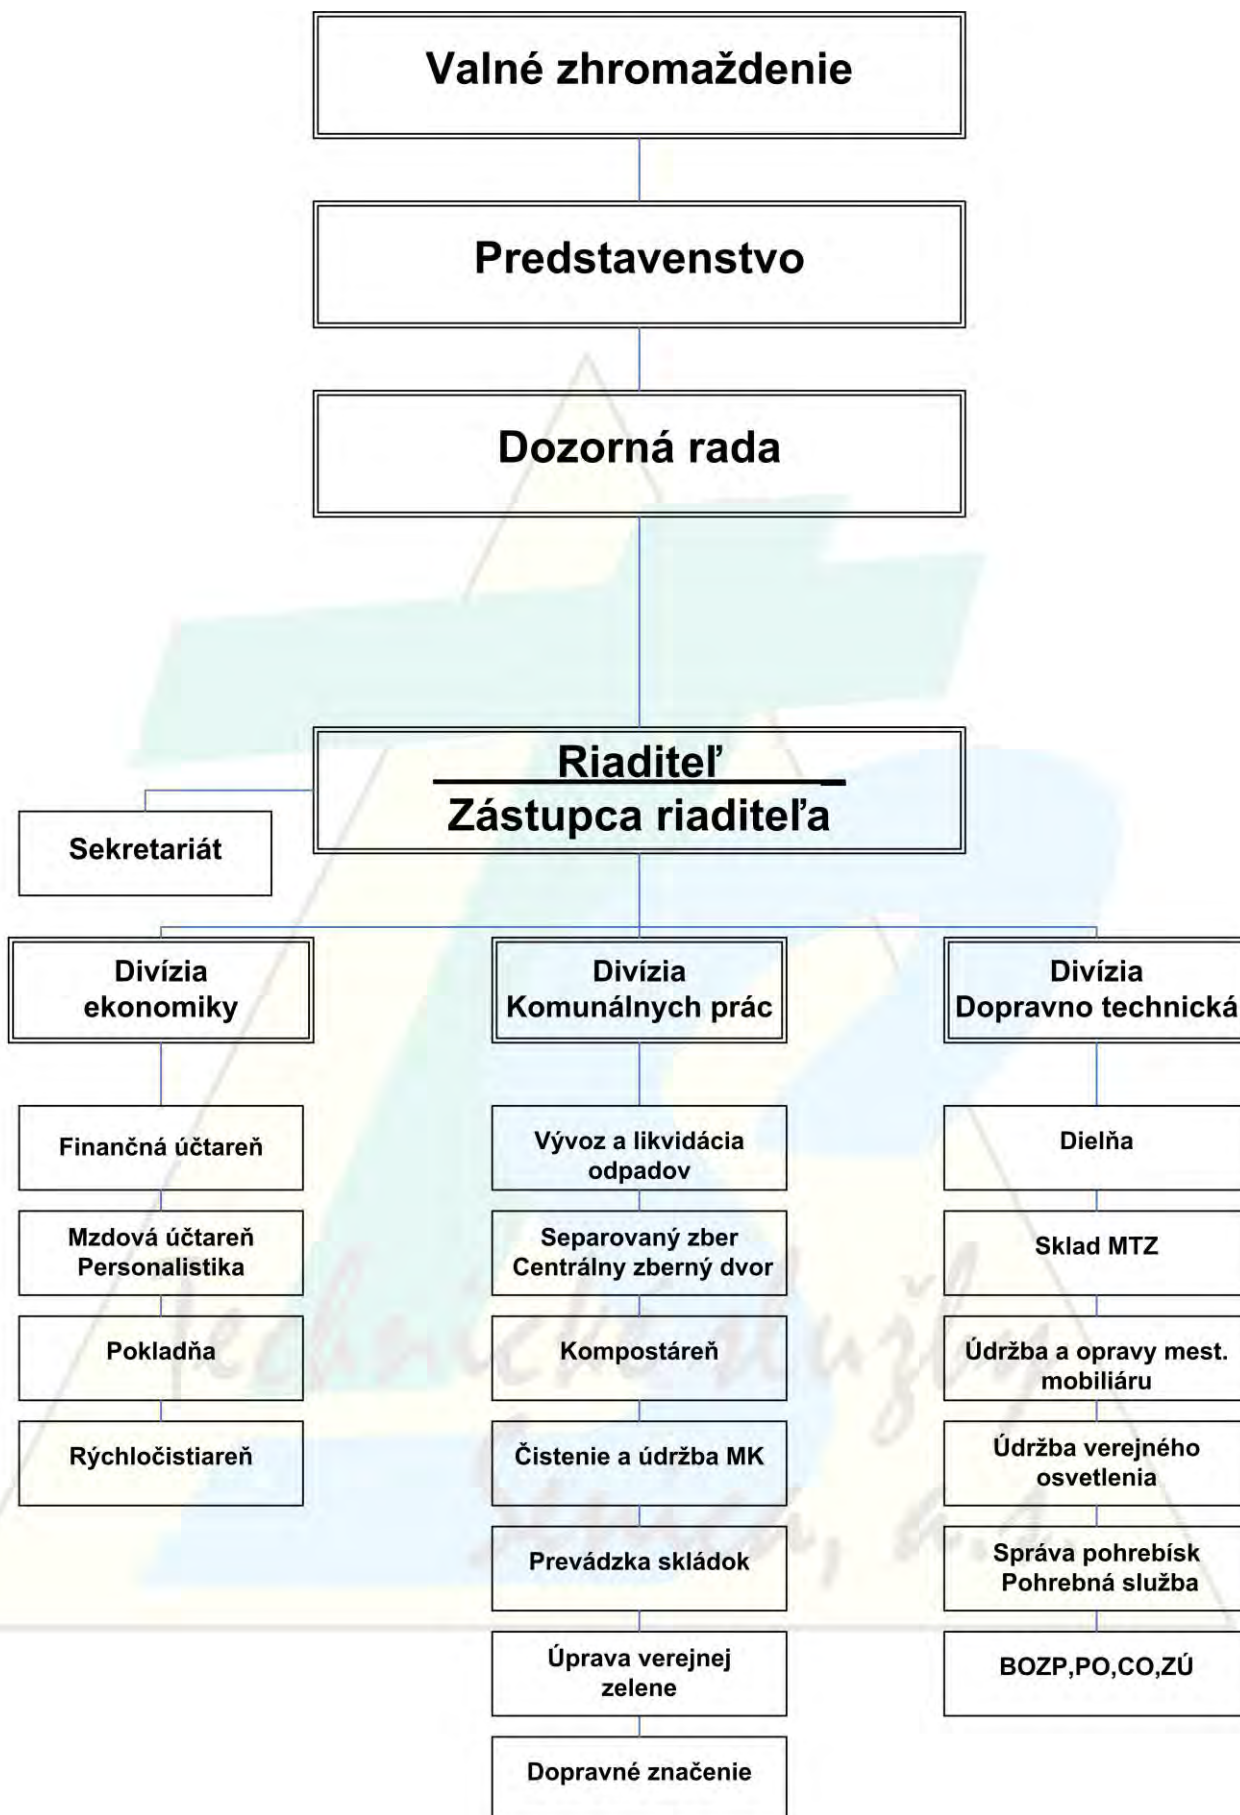 Valné zhromaždenie
Predstavenstvo
Dozorná rada
Riaditeľ
Zástupca riaditeľa
Sekretariát
Divízia
ekonomiky
Finančná účtareň
Mzdová účtareň
Personalistika
Pokladňa
Rýchločistiareň
Divízia
Komunálnych prác
Vývoz a likvidácia
odpadov
Separovaný zber
Centrálny zberný dvor
Kompostáreň
Čistenie a údržba MK
Prevádzka skládok
Úprava verejnej
zelene
Dopravné značenie
Divízia
Dopravno technická
Dielňa
Sklad MTZ
Údržba a opravy mest.
mobiliáru
Údržba verejného
osvetlenia
Správa pohrebísk
Pohrebná služba
BOZP,PO,CO,ZÚ
Technické služby
Senica, a.s.